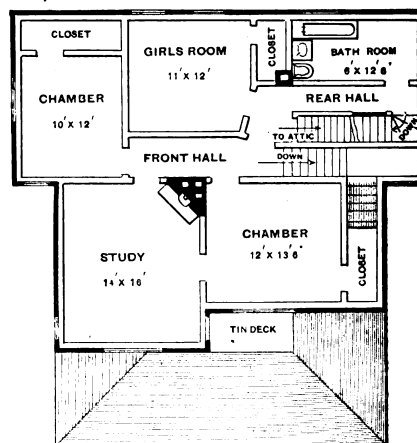 CLOSET
GIRLS ROOM
11' X 12'
CLOSET
BATH ROOM
6' X 12' 6"
CHAMBER
10' X 12'
REAR HALL
TO ATTIC
DOWN
FRONT HALL
DOWN
CHAMBER
12' X 13' 6"
STUDY
14' X 16'
CLOSET
TIN DECK